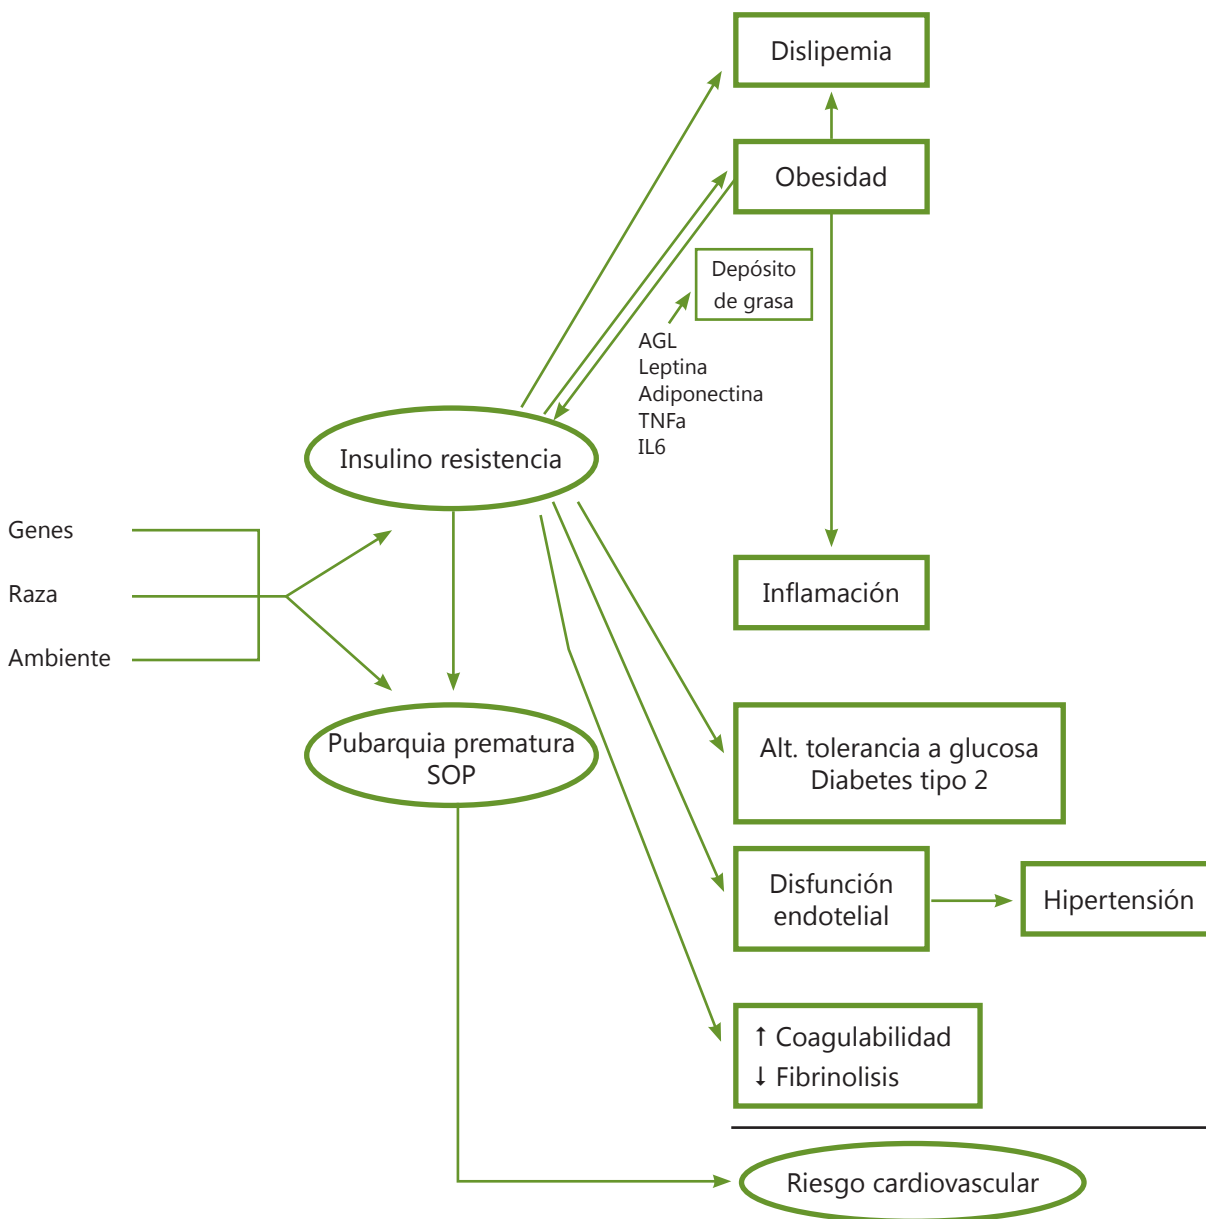 Dislipemia
Obesidad
Depósito
de grasa
AGL
Leptina
Adiponectina
TNFa
IL6
Insulino resistencia
Genes
Raza
Ambiente
Inflamación
Pubarquia prematura
SOP
Alt. tolerancia a glucosa
Diabetes tipo 2
Disfunción
endotelial
Hipertensión
↑ Coagulabilidad
↓ Fibrinolisis
Riesgo cardiovascular